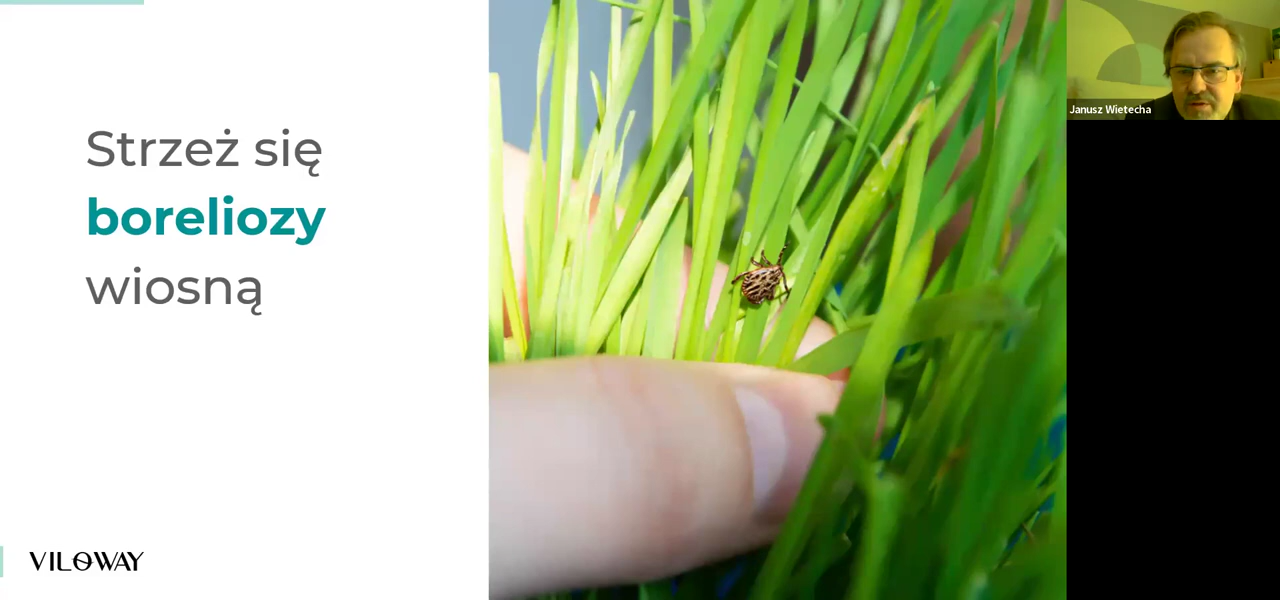 Strzeż się
boreliozy
wiosną
VILOWAY
Janusz Wietecha